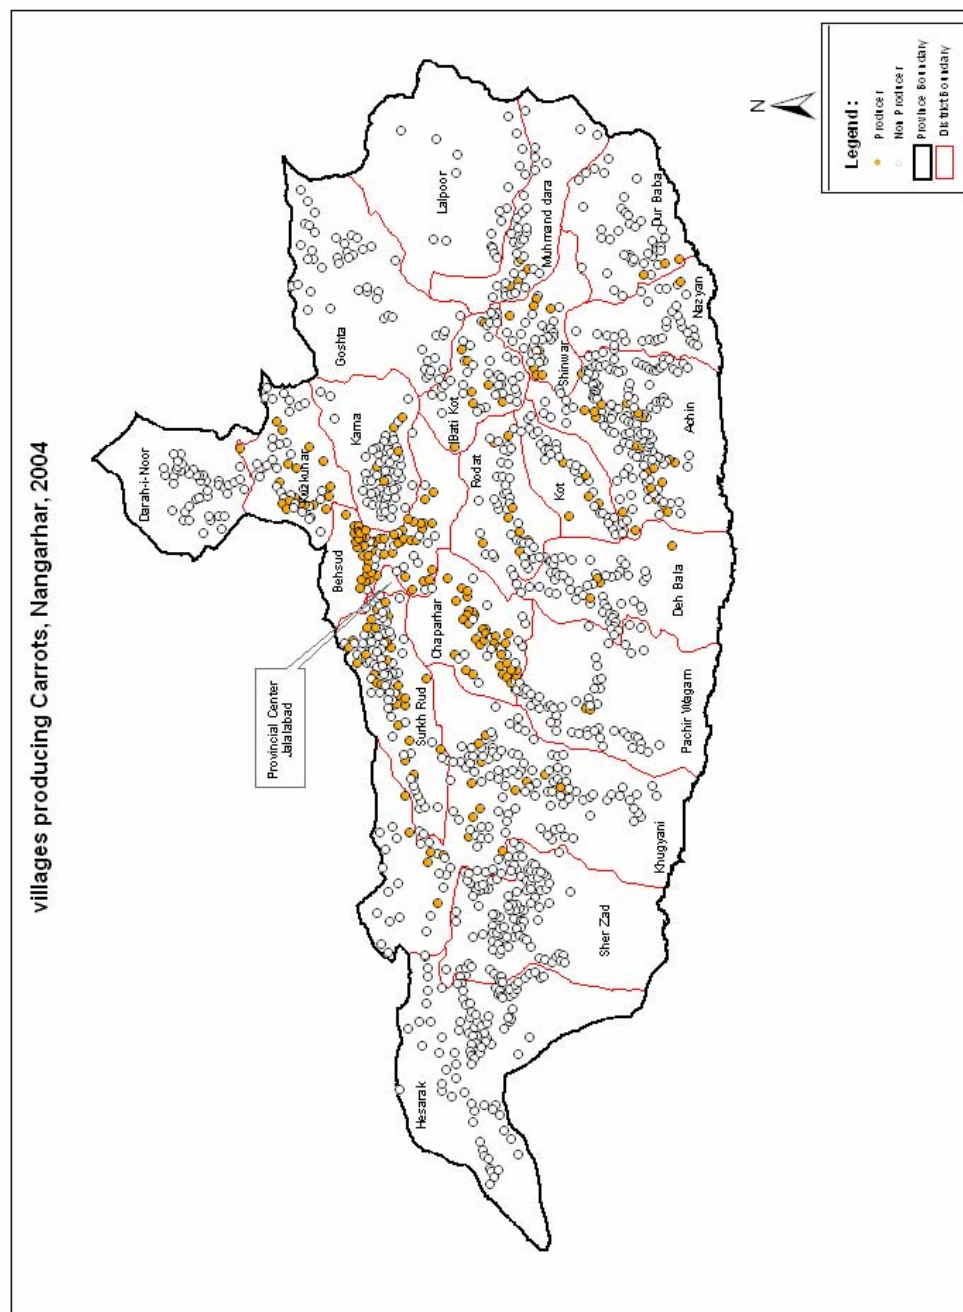 villages producing Carrots, Nangarhar, 2004
Darah-i-Noor
Kuzkunar
Goshta
Lalpoor
Behsud
Kama
Provincial Center
Jalalabad
Surkh Rud
Chaparhar
Rodat
Bati Kot
Muhmand dara
Shinwar
Kot
Dur Baba
Nazyan
Achin
Deh Bala
Pachir Wagam
Khugyani
Sher Zad
Hesarak
N
Legend:
Producer
Non Producer
Province Boundary
District Boundary